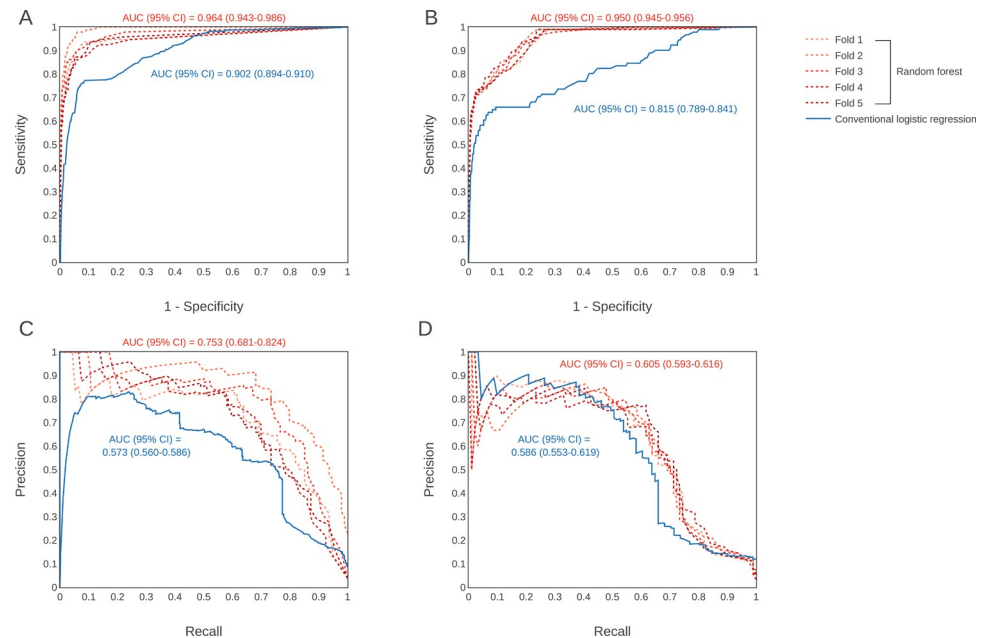 A
AUC (95% CI) = 0.964 (0.943-0.986)
Sensitivity
1
0.9
0.8
0.7
0.6
0.5
0.4
0.3
0.2
0.1
0
AUC (95% CI) = 0.902 (0.894-0.910)
0 0.1 0.2 0.3 0.4 0.5 0.6 0.7 0.8 0.9 1
1 - Specificity
B
AUC (95% CI) = 0.950 (0.945-0.956)
Sensitivity
1
0.9
0.8
0.7
0.6
0.5
0.4
0.3
0.2
0.1
0
AUC (95% CI) = 0.815 (0.789-0.841)
0 0.1 0.2 0.3 0.4 0.5 0.6 0.7 0.8 0.9 1
1 - Specificity
Fold 1
Fold 2
Fold 3
Fold 4
Fold 5
Random forest
Conventional logistic regression
C
AUC (95% CI) = 0.753 (0.681-0.824)
Precision
1
0.9
0.8
0.7
0.6
0.5
0.4
0.3
0.2
0.1
0
AUC (95% CI) =
0.573 (0.560-0.586)
0 0.1 0.2 0.3 0.4 0.5 0.6 0.7 0.8 0.9 1
Recall
D
AUC (95% CI) = 0.605 (0.593-0.616)
Precision
1
0.9
0.8
0.7
0.6
0.5
0.4
0.3
0.2
0.1
0
AUC (95% CI) =
0.586 (0.553-0.619)
0 0.1 0.2 0.3 0.4 0.5 0.6 0.7 0.8 0.9 1
Recall